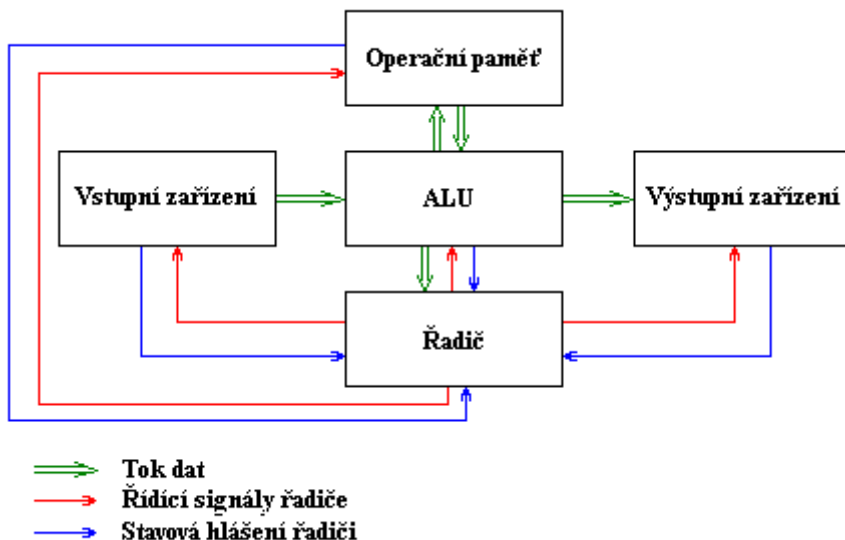 Operační paměť
Vstupní zařízení
ALU
Výstupní zařízení
Řadič
Tok dat
Řídící signály řadiče
Stavová hlášení řadiči